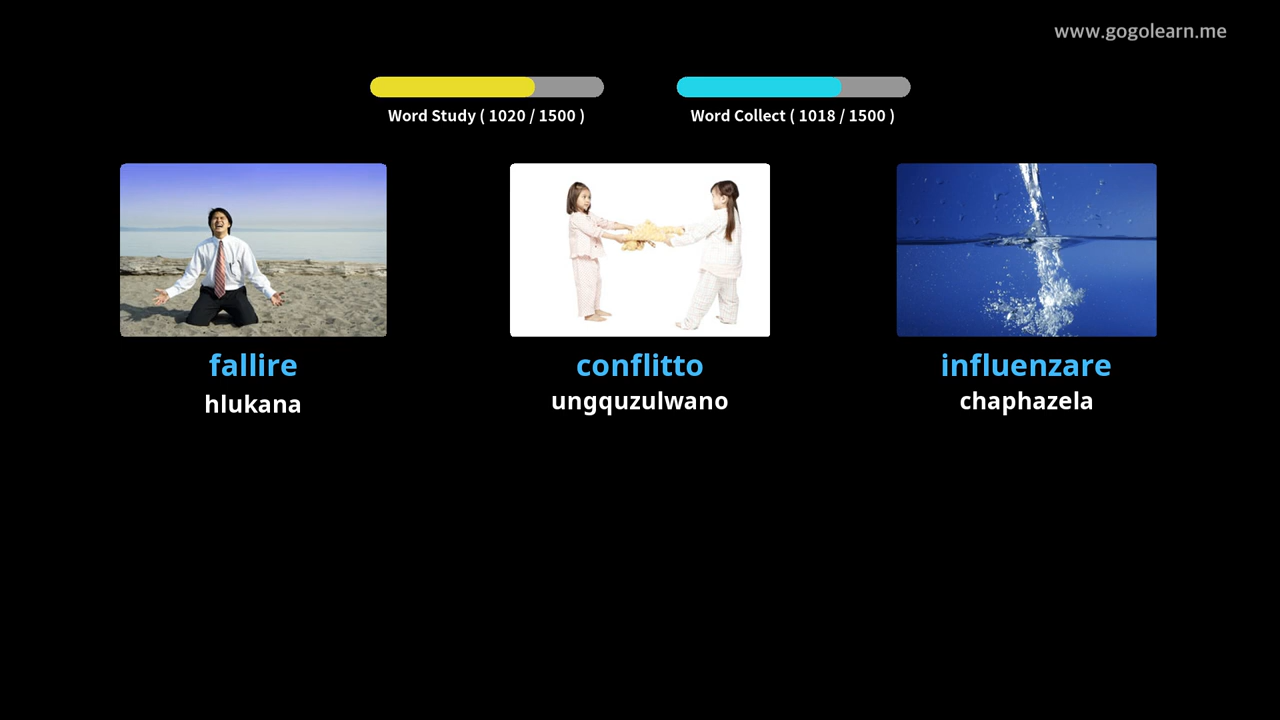 www.gogolearn.me
Word Study ( 1020 / 1500 )
Word Collect ( 1018 / 1500 )
fallire
hlukana
conflitto
ungquzulwano
influenzare
chaphazela